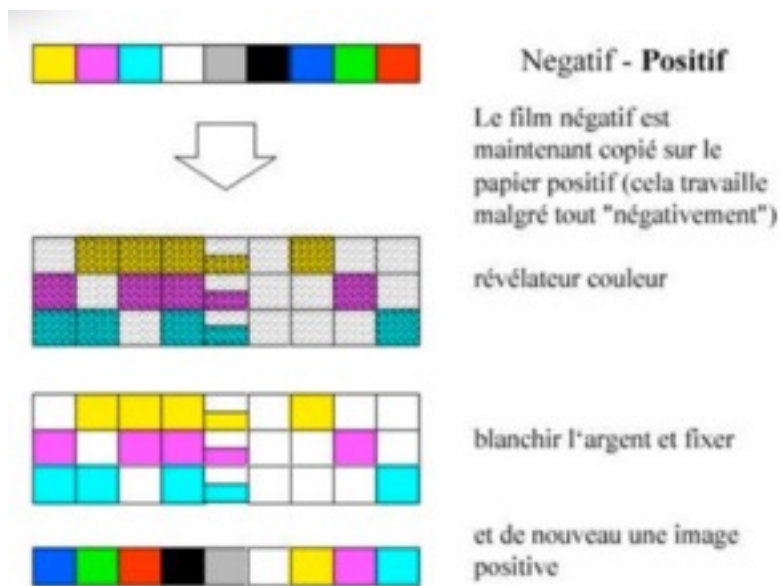 Negatif - Positif
Le film négatif est
maintenant copié sur le
papier positif (cela travaille
malgré tout "négativement")
révélateur couleur
blanchir l'argent et fixer
et de nouveau une image
positive